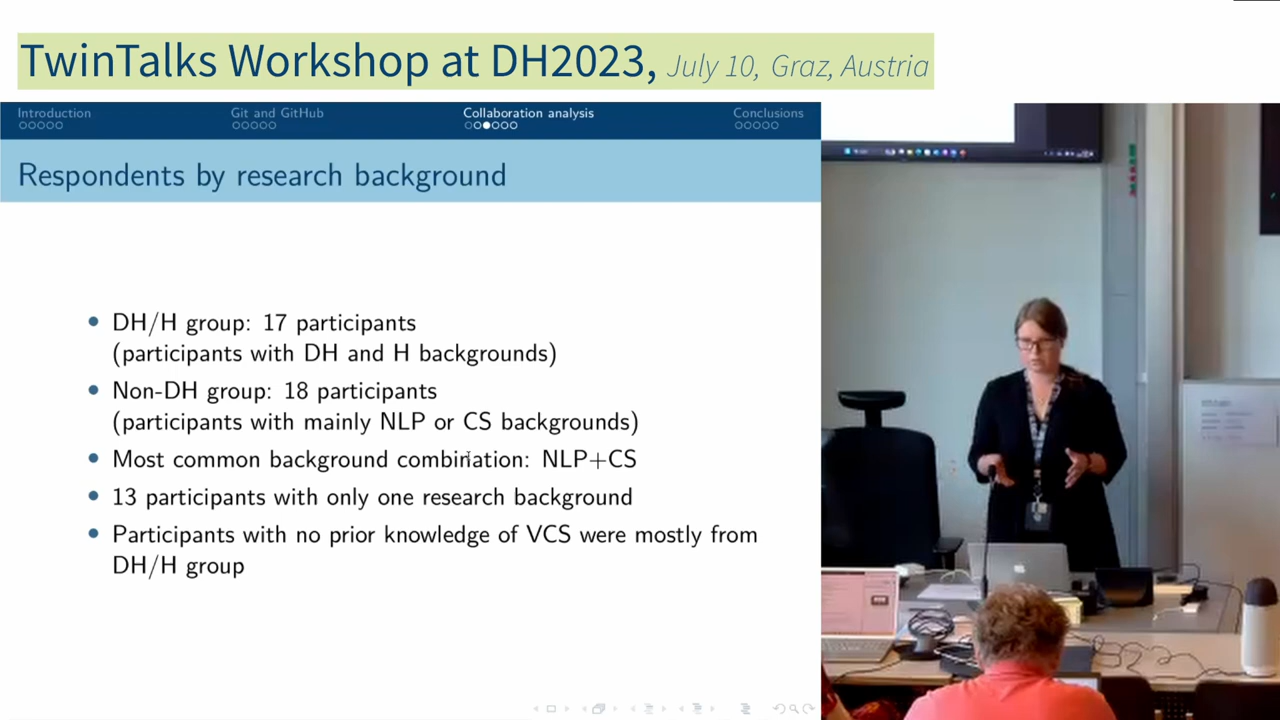 TwinTalks Workshop at DH2023, July 10, Graz, Austria
Introduction Git and GitHub Collaboration analysis Conclusions
Respondents by research background
• DH/H group: 17 participants
(participants with DH and H backgrounds)
• Non-DH group: 18 participants
(participants with mainly NLP or CS backgrounds)
• Most common background combination: NLP+CS
• 13 participants with only one research background
• Participants with no prior knowledge of VCS were mostly from
DH/H group